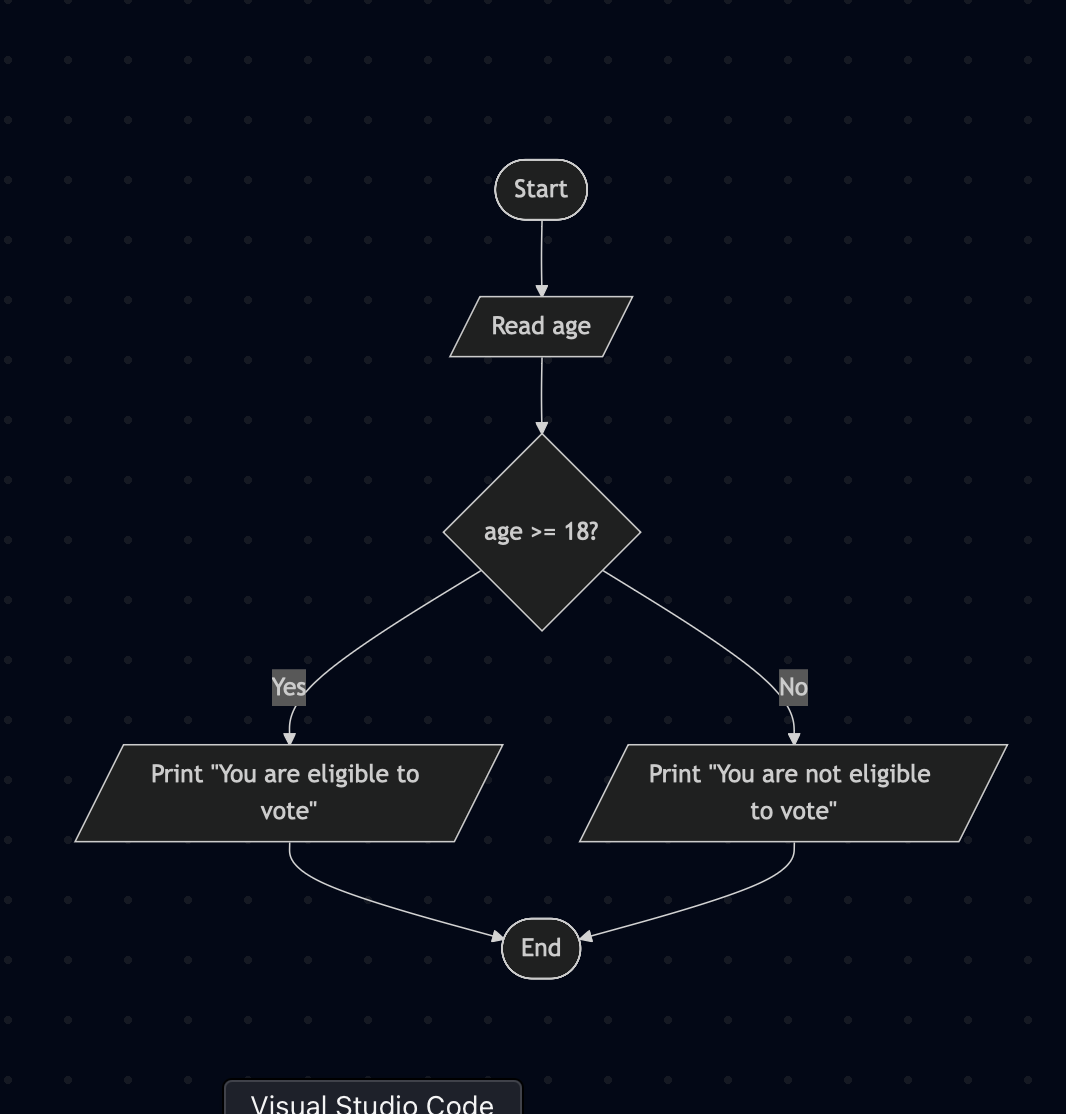 Start
Read age
age >= 18?
Yes
No
Print "You are eligible to
vote"
Print "You are not eligible
to vote"
End
Visual Studio Code